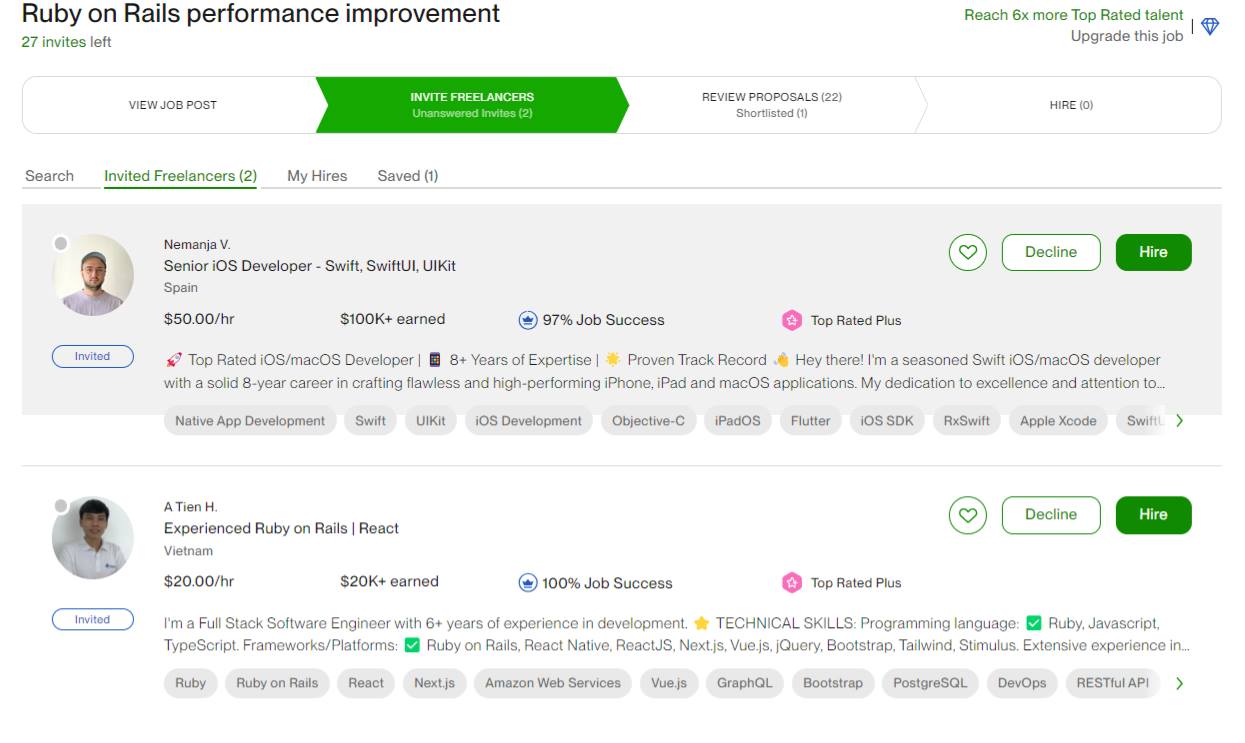 Ruby on Rails performance improvement
Reach 6x more Top Rated talent
27 invites left
Upgrade this job
VIEW JOB POST
INVITE FREELANCERS
Unanswered Invites (2)
REVIEW PROPOSALS (22)
Shortlisted (1)
HIRE (0)
Search
Invited Freelancers (2)
My Hires
Saved (1)
Nemanja V.
Senior iOS Developer - Swift, SwiftUI, UIKit
Spain
Decline
Hire
$50.00/hr
$100K+ earned
97% Job Success
Top Rated Plus
Invited
🚀 Top Rated iOS/macOS Developer | 📱 8+ Years of Expertise | 🌟 Proven Track Record 👋 Hey there! I'm a seasoned Swift iOS/macOS developer
with a solid 8-year career in crafting flawless and high-performing iPhone, iPad and macOS applications. My dedication to excellence and attention to...
Native App Development
Swift
UIKit
iOS Development
Objective-C
iPadOS
Flutter
iOS SDK
RxSwift
Apple Xcode
A Tien H.
Experienced Ruby on Rails | React
Vietnam
Decline
Hire
$20.00/hr
$20K+ earned
100% Job Success
Top Rated Plus
Invited
I'm a Full Stack Software Engineer with 6+ years of experience in development. ⭐ TECHNICAL SKILLS: Programming language: ✅ Ruby, Javascript,
TypeScript. Frameworks/Platforms: ✅ Ruby on Rails, React Native, ReactJS, Next.js, Vue.js, jQuery, Bootstrap, Tailwind, Stimulus. Extensive experience in...
Ruby
Ruby on Rails
React
Next.js
Amazon Web Services
Vue.js
GraphQL
Bootstrap
PostgreSQL
DevOps
RESTful API